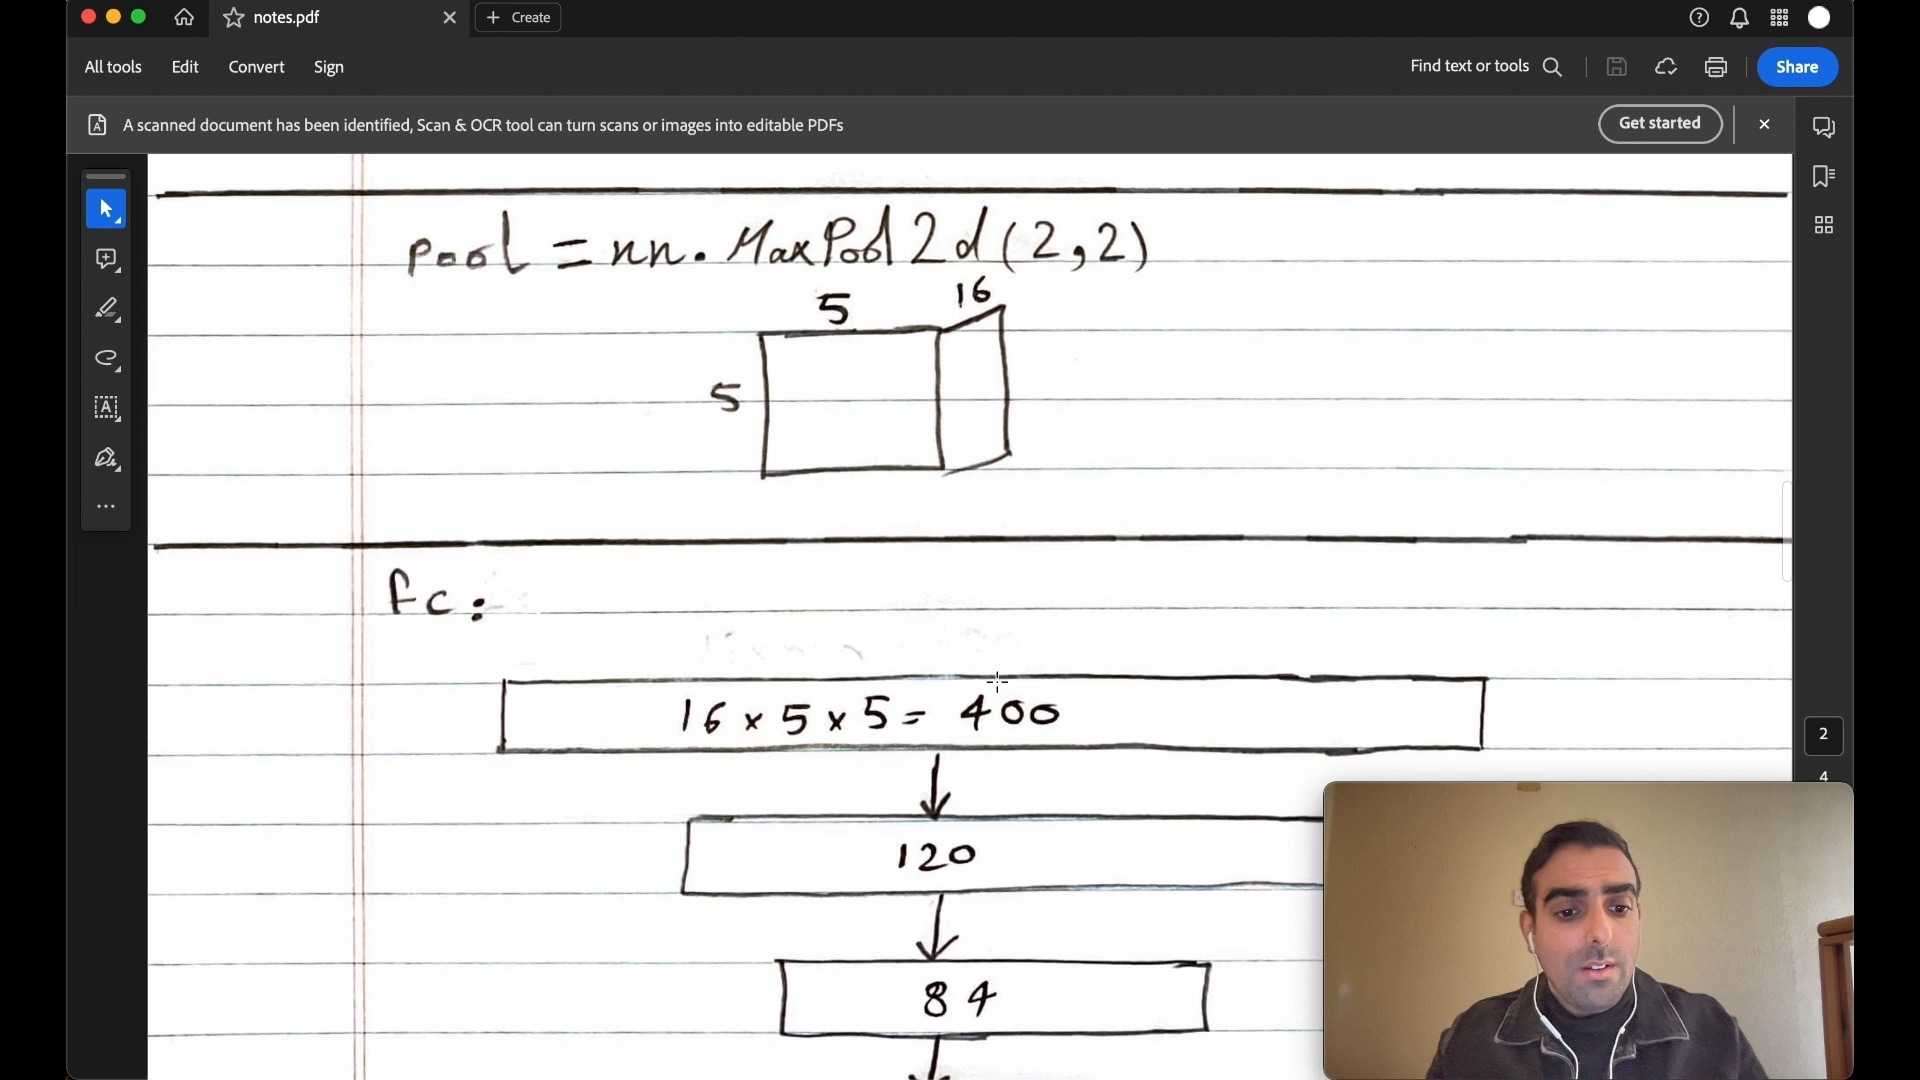 notes.pdf
Create
All tools
Edit
Convert
Sign
Find text or tools
Share
A scanned document has been identified, Scan & OCR tool can turn scans or images into editable PDFs
Get started
pool = nn.MaxPool2d(2,2)
5
16
5
fc:
16 x 5 x 5 = 400
120
84
2
4